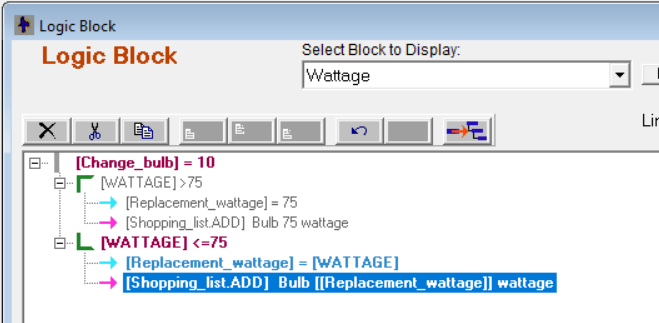 Logic Block
Logic Block
Select Block to Display:
Wattage
[Change_bulb] = 10
[WATTAGE] >75
[Replacement_wattage] = 75
[Shopping_list.ADD] Bulb 75 wattage
[WATTAGE] <=75
[Replacement_wattage] = [WATTAGE]
[Shopping_list.ADD] Bulb [[Replacement_wattage]] wattage